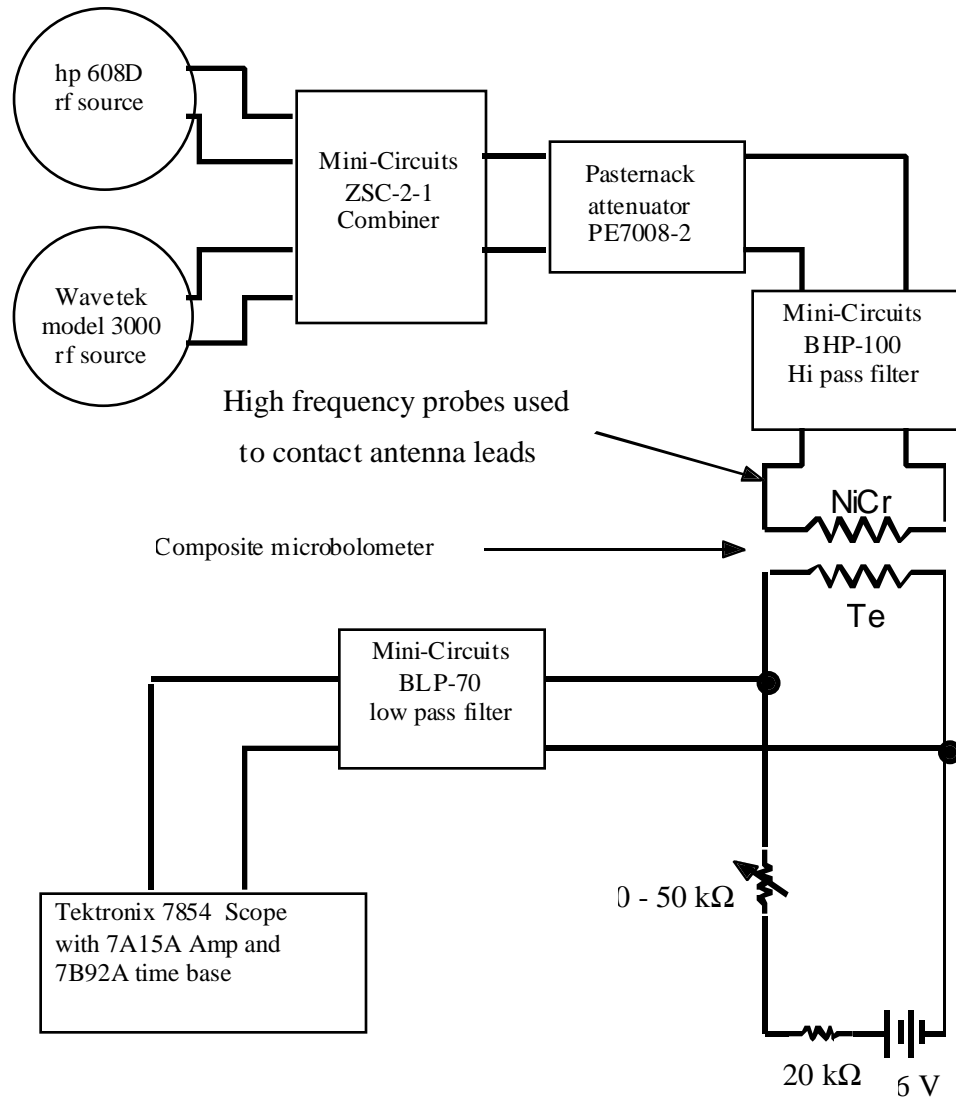 hp 608D
rf source
Mini-Circuits
ZSC-2-1
Combiner
Pasternack
attenuator
PE7008-2
Wavetek
model 3000
rf source
Mini-Circuits
BHP-100
Hi pass filter
High frequency probes used
to contact antenna leads
NiCr
Composite microbolometer
Te
Mini-Circuits
BLP-70
low pass filter
0 - 50 kΩ
Tektronix 7854 Scope
with 7A15A Amp and
7B92A time base
20 kΩ
6 V